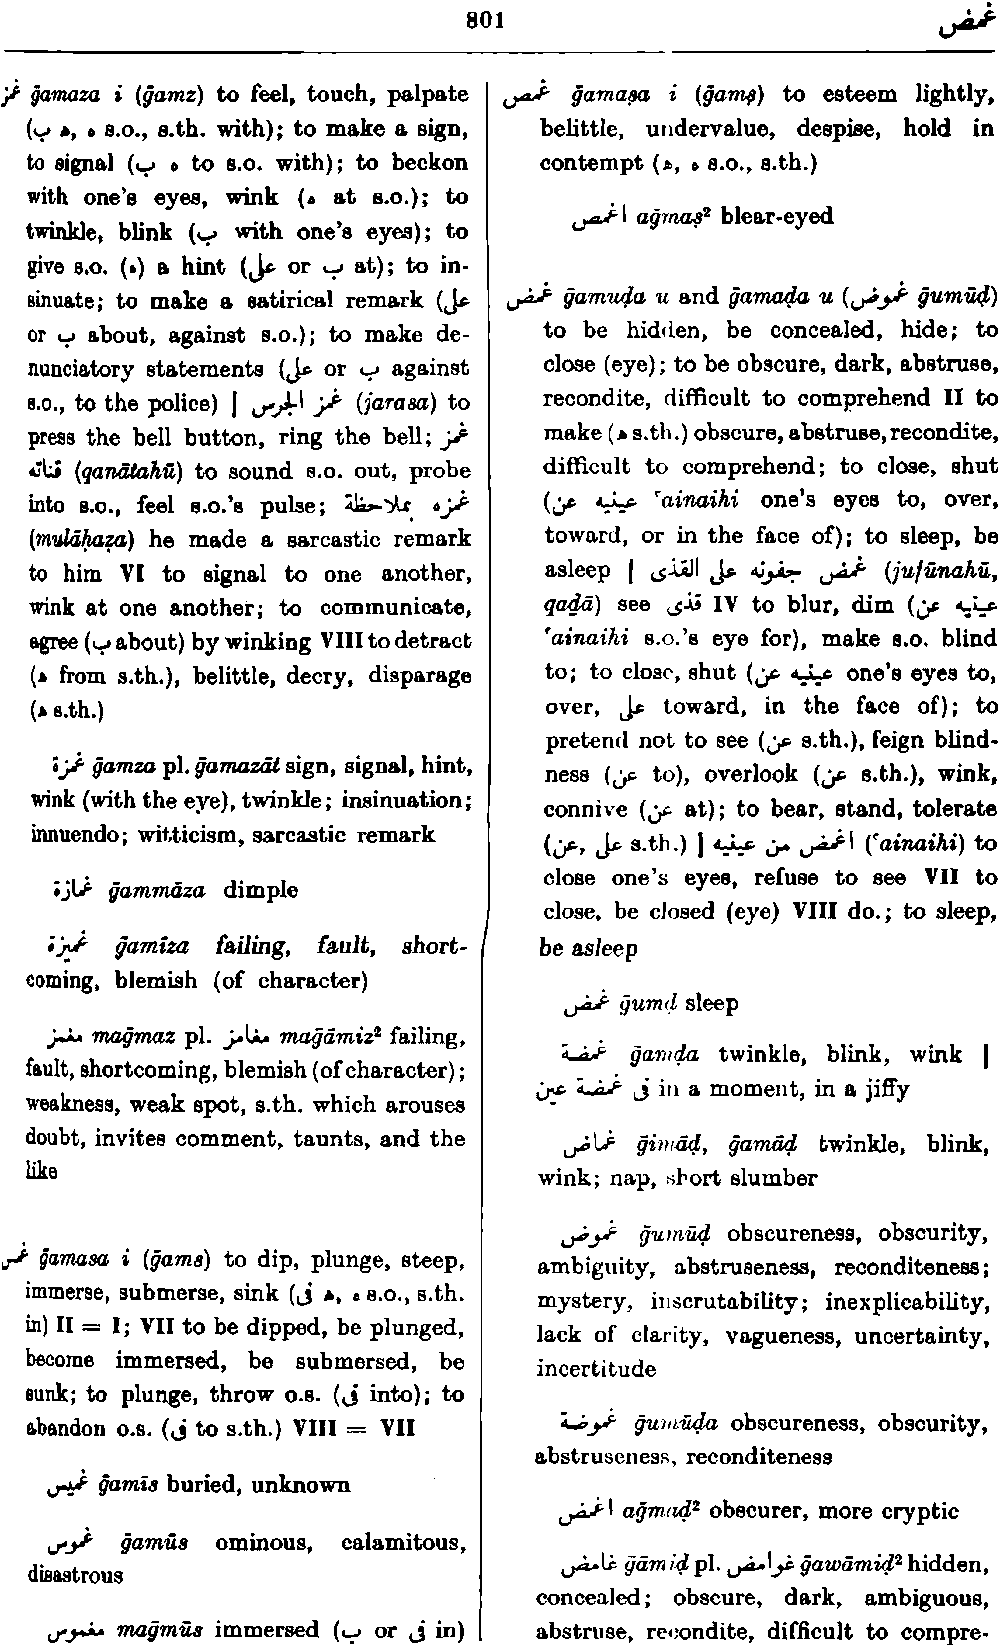 801
غمض
غمز ḡamaza i (ḡamz) to feel, touch, palpate
(ه, ه ب s.o., s.th. with); to make a sign,
to signal (ه ب to s.o. with); to beckon
with one's eyes, wink (ه at s.o.); to
twinkle, blink (ب with one's eyes); to
give s.o. (ه) a hint (على or ب at); to in-
sinuate; to make a satirical remark (على
or ب about, against s.o.); to make de-
nunciatory statements (على or ب against
s.o., to the police) | غمز الجرس (jarasa) to
press the bell button, ring the bell; غمز
قناته (qanātahū) to sound s.o. out, probe
into s.o., feel s.o.'s pulse; غمزه بملاحظة
(mulāḥaẓa) he made a sarcastic remark
to him VI to signal to one another,
wink at one another; to communicate,
agree (ب about) by winking VIII to detract
(ه from s.th.), belittle, decry, disparage
(ه s.th.)
غمزة ḡamza pl. ḡamazāt sign, signal, hint,
wink (with the eye), twinkle; insinuation;
innuendo; witticism, sarcastic remark
غمازة ḡammāza dimple
غميزة ḡamīza failing, fault, short-
coming, blemish (of character)
مغمز maḡmaz pl. مغامز maḡāmiz² failing,
fault, shortcoming, blemish (of character);
weakness, weak spot, s.th. which arouses
doubt, invites comment, taunts, and the
like
غمس ḡamasa i (ḡams) to dip, plunge, steep,
immerse, submerse, sink (ه, ه فى s.o., s.th.
in) II = I; VII to be dipped, be plunged,
become immersed, be submersed, be
sunk; to plunge, throw o.s. (فى into); to
abandon o.s. (فى to s.th.) VIII = VII
غميس ḡamīs buried, unknown
غموس ḡamūs ominous, calamitous,
disastrous
مغموس maḡmūs immersed (ب or فى in)
غمص ḡamaṣa i (ḡamṣ) to esteem lightly,
belittle, undervalue, despise, hold in
contempt (ه, ه s.o., s.th.)
اغمص aḡmaṣ² blear-eyed
غمض ḡamuḍa u and ḡamaḍa u (غموض ḡumūḍ)
to be hidden, be concealed, hide; to
close (eye); to be obscure, dark, abstruse,
recondite, difficult to comprehend II to
make (ه s.th.) obscure, abstruse, recondite,
difficult to comprehend; to close, shut
(عينيه عن ʿainaihi one's eyes to, over,
toward, or in the face of); to sleep, be
asleep | غمض جفونه على القذى (jufūnahū,
qaḏā) see قذى IV to blur, dim (عينيه عن
ʿainaihi s.o.'s eye for), make s.o. blind
to; to close, shut (عينيه عن one's eyes to,
over, على toward, in the face of); to
pretend not to see (عن s.th.), feign blind-
ness (عن to), overlook (عن s.th.), wink,
connive (عن at); to bear, stand, tolerate
(عن, على s.th.) | اغمض من عينيه (ʿainaihi) to
close one's eyes, refuse to see VII to
close, be closed (eye) VIII do.; to sleep,
be asleep
غمض ḡumḍ sleep
غمضة ḡamḍa twinkle, blink, wink |
فى غمضة عين in a moment, in a jiffy
غماض ḡimāḍ, ḡamāḍ twinkle, blink,
wink; nap, short slumber
غموض ḡumūḍ obscureness, obscurity,
ambiguity, abstruseness, reconditeness;
mystery, inscrutability; inexplicability,
lack of clarity, vagueness, uncertainty,
incertitude
غموضة ḡumūḍa obscureness, obscurity,
abstruseness, reconditeness
اغمض aḡmaḍ² obscurer, more cryptic
غامض ḡāmiḍ pl. غوامض ḡawāmiḍ² hidden,
concealed; obscure, dark, ambiguous,
abstruse, recondite, difficult to compre-